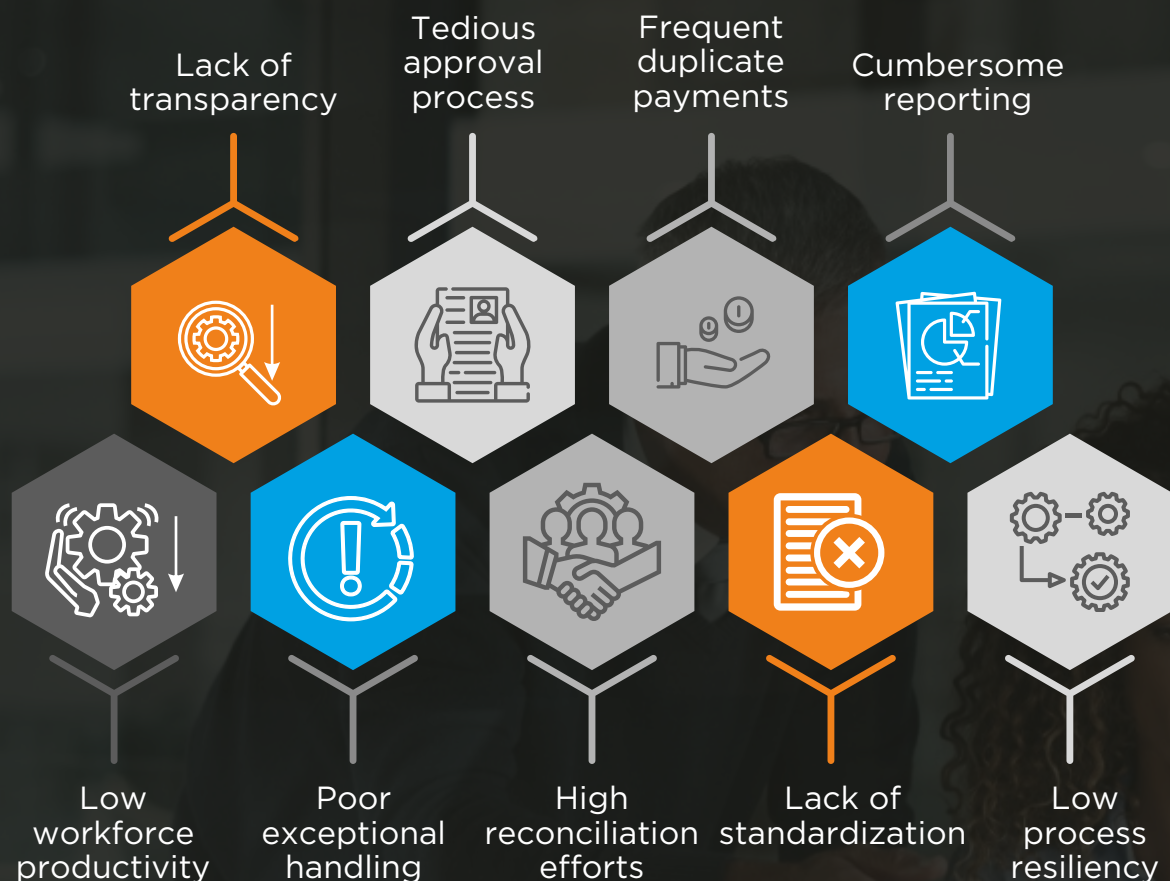 Lack of
transparency
Tedious
approval
process
Frequent
duplicate
payments
Cumbersome
reporting
Low
workforce
productivity
Poor
exceptional
handling
High
reconciliation
efforts
Lack of
standardization
Low
process
resiliency